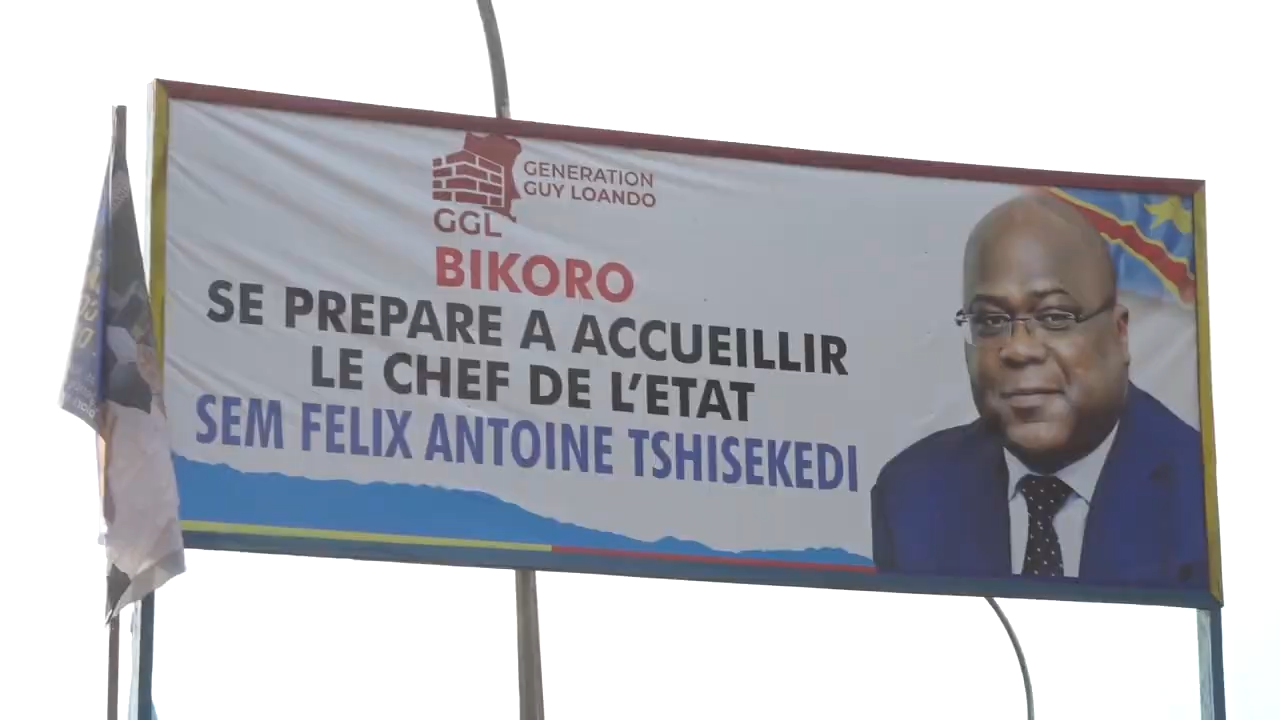 GENERATION
GUY LOANDO
GGL
BIKORO
SE PREPARE A ACCUEILLIR
LE CHEF DE L'ETAT
SEM FELIX ANTOINE TSHISEKEDI